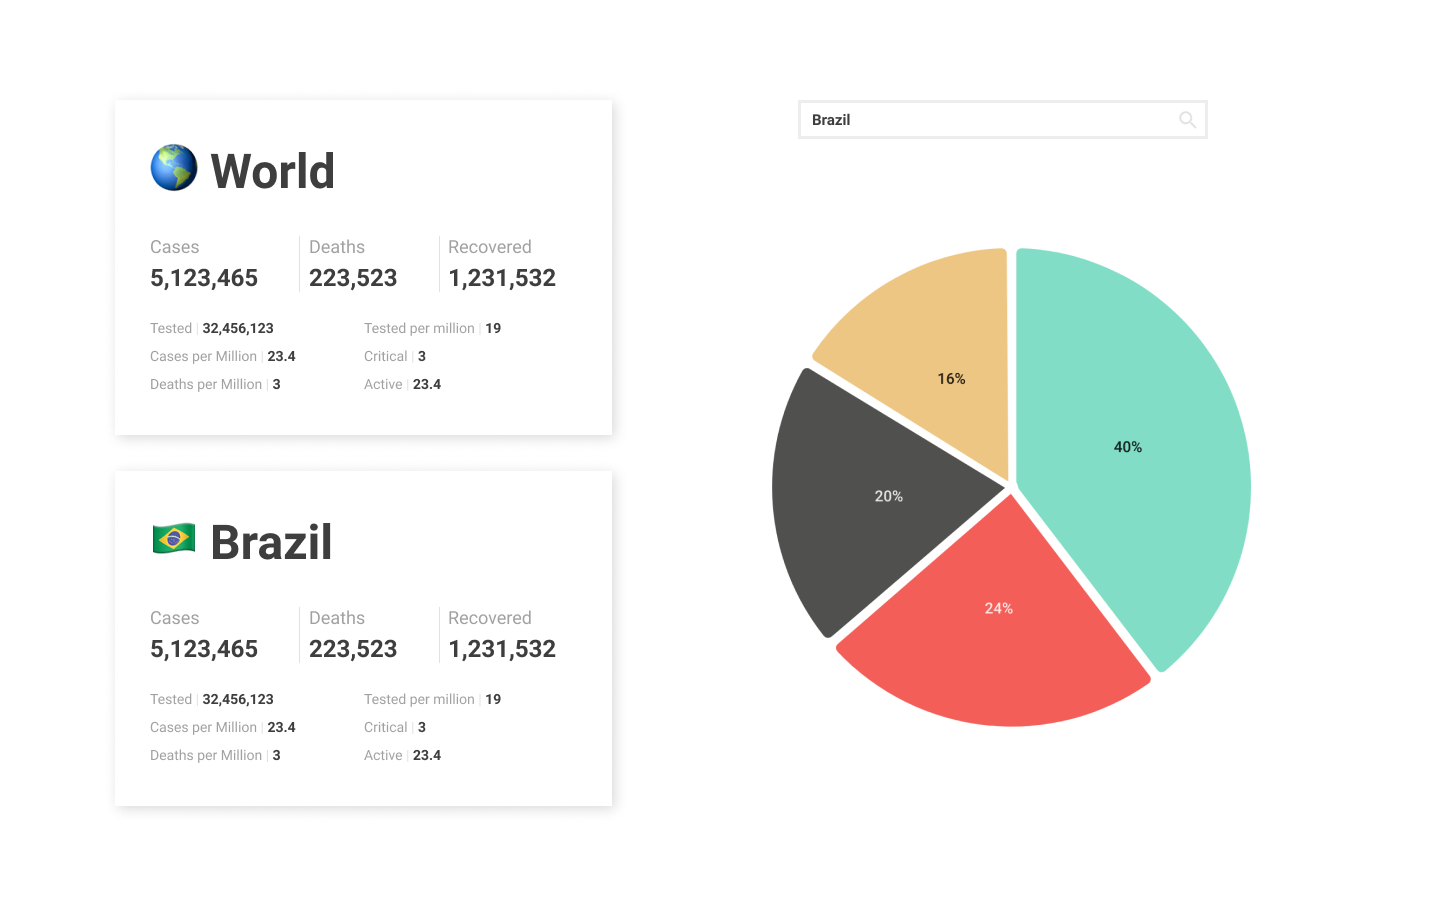 World
Cases Deaths Recovered
5,123,465 223,523 1,231,532
Tested | 32,456,123 Tested per million | 19
Cases per Million | 23.4 Critical | 3
Deaths per Million | 3 Active | 23.4
Brazil
Cases Deaths Recovered
5,123,465 223,523 1,231,532
Tested | 32,456,123 Tested per million | 19
Cases per Million | 23.4 Critical | 3
Deaths per Million | 3 Active | 23.4
Brazil
16%
40%
20%
24%